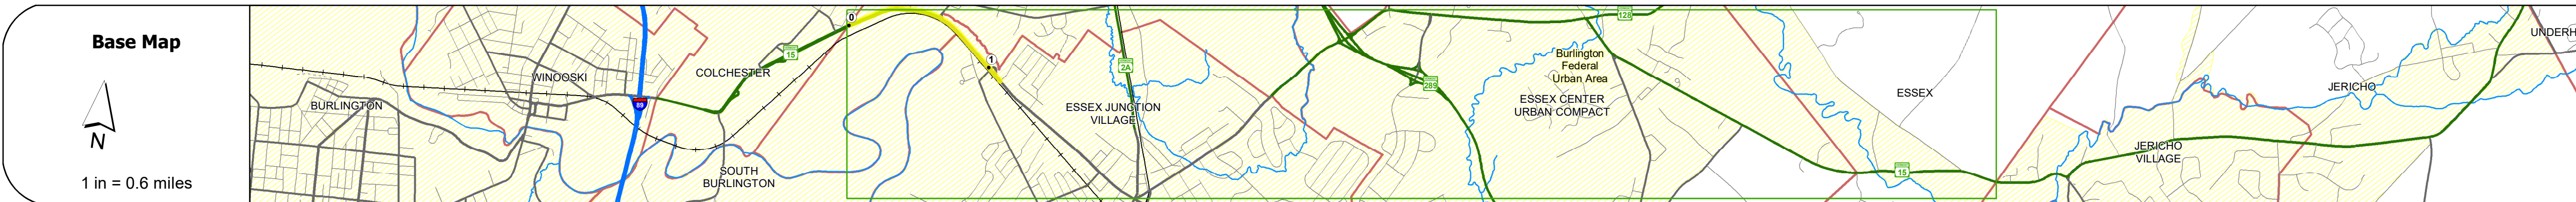 Base Map
N
1 in = 0.6 miles
BURLINGTON
WINOOSKI
89
COLCHESTER
15
SOUTH
BURLINGTON
0
1
2A
ESSEX JUNCTION
VILLAGE
289
128
Burlington
Federal
Urban Area
ESSEX CENTER
URBAN COMPACT
ESSEX
15
JERICHO
VILLAGE
JERICHO
UNDERH